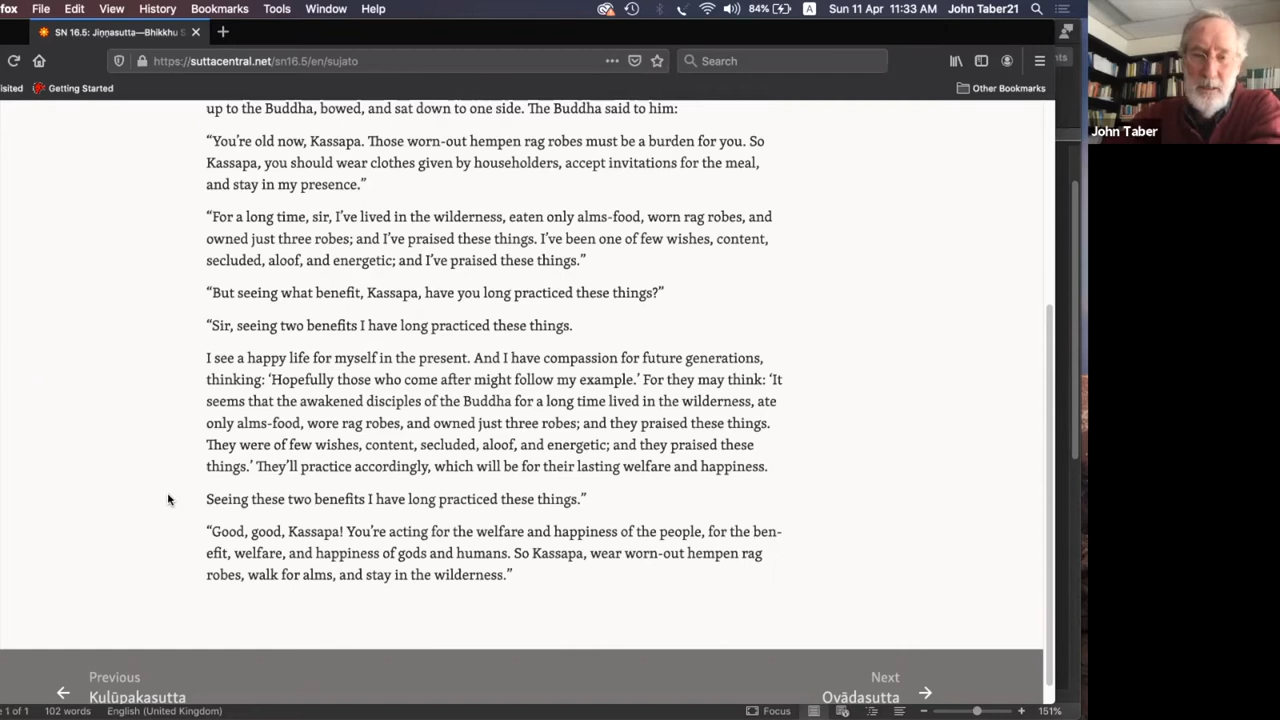 fox File Edit View History Bookmarks Tools Window Help 84% A Sun 11 Apr 11:33 AM John Taber21
SN 16.5: Jiṇṇasutta—Bhikkhu S
https://suttacentral.net/sn16.5/en/sujato Search
isited Getting Started Other Bookmarks
nts
up to the Buddha, bowed, and sat down to one side. The Buddha said to him:
“You’re old now, Kassapa. Those worn-out hempen rag robes must be a burden for you. So
Kassapa, you should wear clothes given by householders, accept invitations for the meal,
and stay in my presence.”
“For a long time, sir, I’ve lived in the wilderness, eaten only alms-food, worn rag robes, and
owned just three robes; and I’ve praised these things. I’ve been one of few wishes, content,
secluded, aloof, and energetic; and I’ve praised these things.”
“But seeing what benefit, Kassapa, have you long practiced these things?”
“Sir, seeing two benefits I have long practiced these things.
I see a happy life for myself in the present. And I have compassion for future generations,
thinking: ‘Hopefully those who come after might follow my example.’ For they may think: ‘It
seems that the awakened disciples of the Buddha for a long time lived in the wilderness, ate
only alms-food, wore rag robes, and owned just three robes; and they praised these things.
They were of few wishes, content, secluded, aloof, and energetic; and they praised these
things.’ They’ll practice accordingly, which will be for their lasting welfare and happiness.
Seeing these two benefits I have long practiced these things.”
“Good, good, Kassapa! You’re acting for the welfare and happiness of the people, for the ben-
efit, welfare, and happiness of gods and humans. So Kassapa, wear worn-out hempen rag
robes, walk for alms, and stay in the wilderness.”
Previous
Kulūpakasutta
Next
Ovādasutta
e 1 of 1 102 words English (United Kingdom) Focus 151%
John Taber